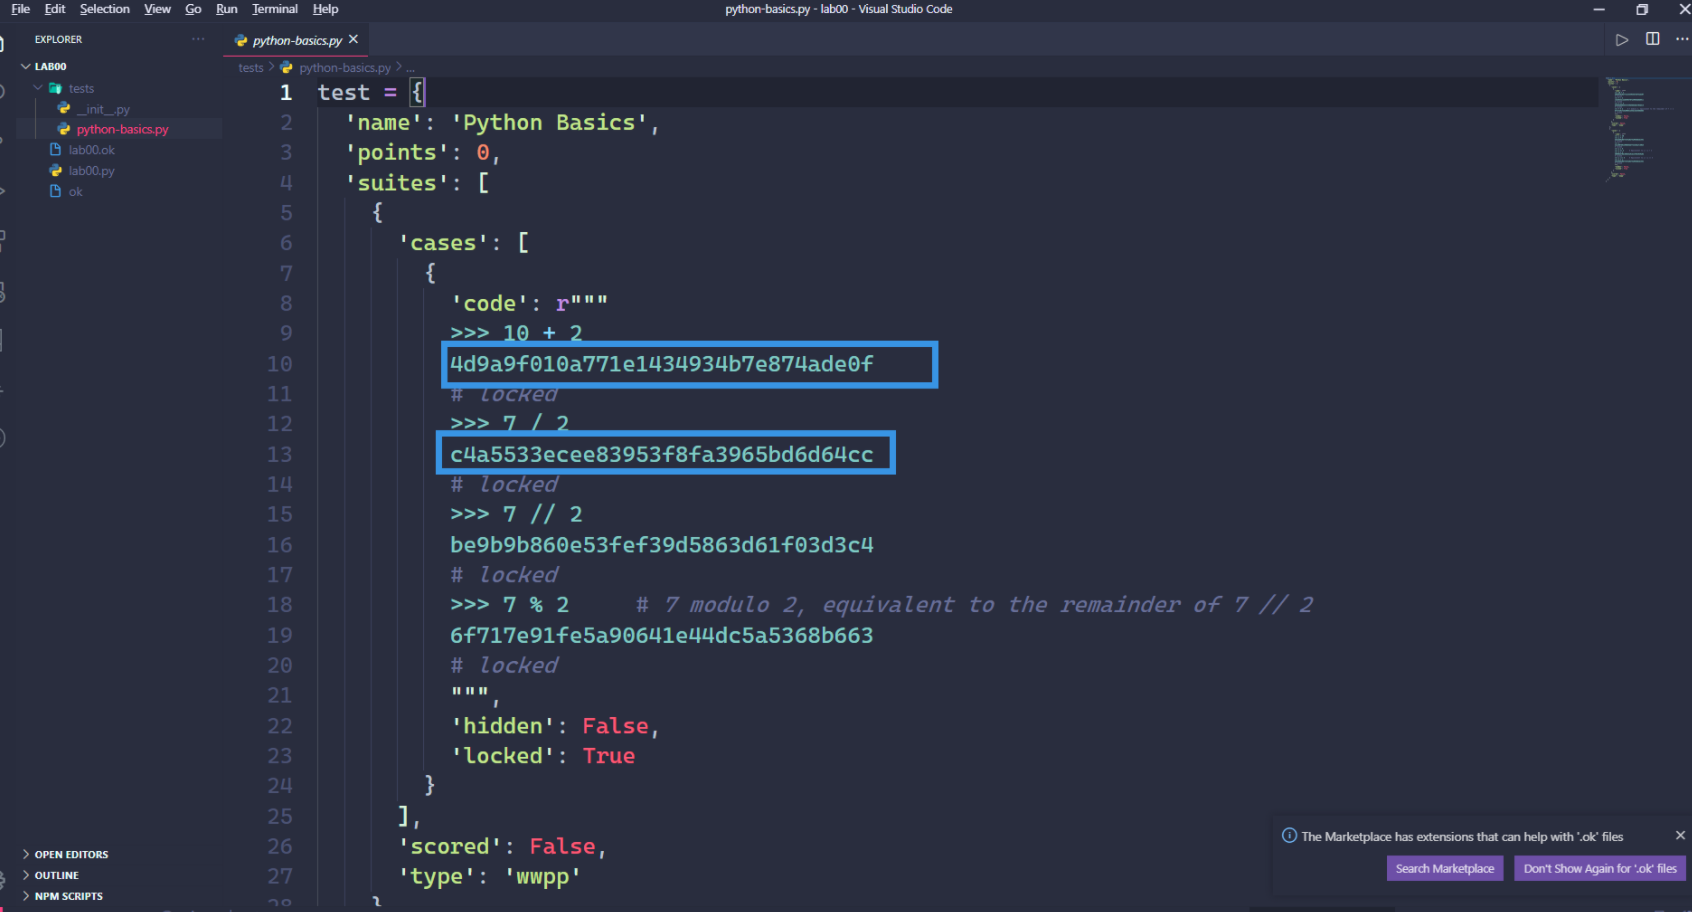 File Edit Selection View Go Run Terminal Help
python-basics.py - lab00 - Visual Studio Code
EXPLORER
LAB00
tests
__init__.py
python-basics.py
lab00.ok
lab00.py
ok
OPEN EDITORS
OUTLINE
NPM SCRIPTS
python-basics.py
tests > python-basics.py > ...
1 test = {
2 'name': 'Python Basics',
3 'points': 0,
4 'suites': [
5 {
6 'cases': [
7 {
8 'code': r"""
9 >>> 10 + 2
10 4d9a9f010a771e1434934b7e874ade0f
11 # locked
12 >>> 7 / 2
13 c4a5533ecee83953f8fa3965bd6d64cc
14 # locked
15 >>> 7 // 2
16 be9b9b860e53fef39d5863d61f03d3c4
17 # locked
18 >>> 7 % 2 # 7 modulo 2, equivalent to the remainder of 7 // 2
19 6f717e91fe5a90641e44dc5a5368b663
20 # locked
21 """,
22 'hidden': False,
23 'locked': True
24 }
25 ],
26 'scored': False,
27 'type': 'wwpp'
28 }
The Marketplace has extensions that can help with '.ok' files
Search Marketplace
Don't Show Again for '.ok' files